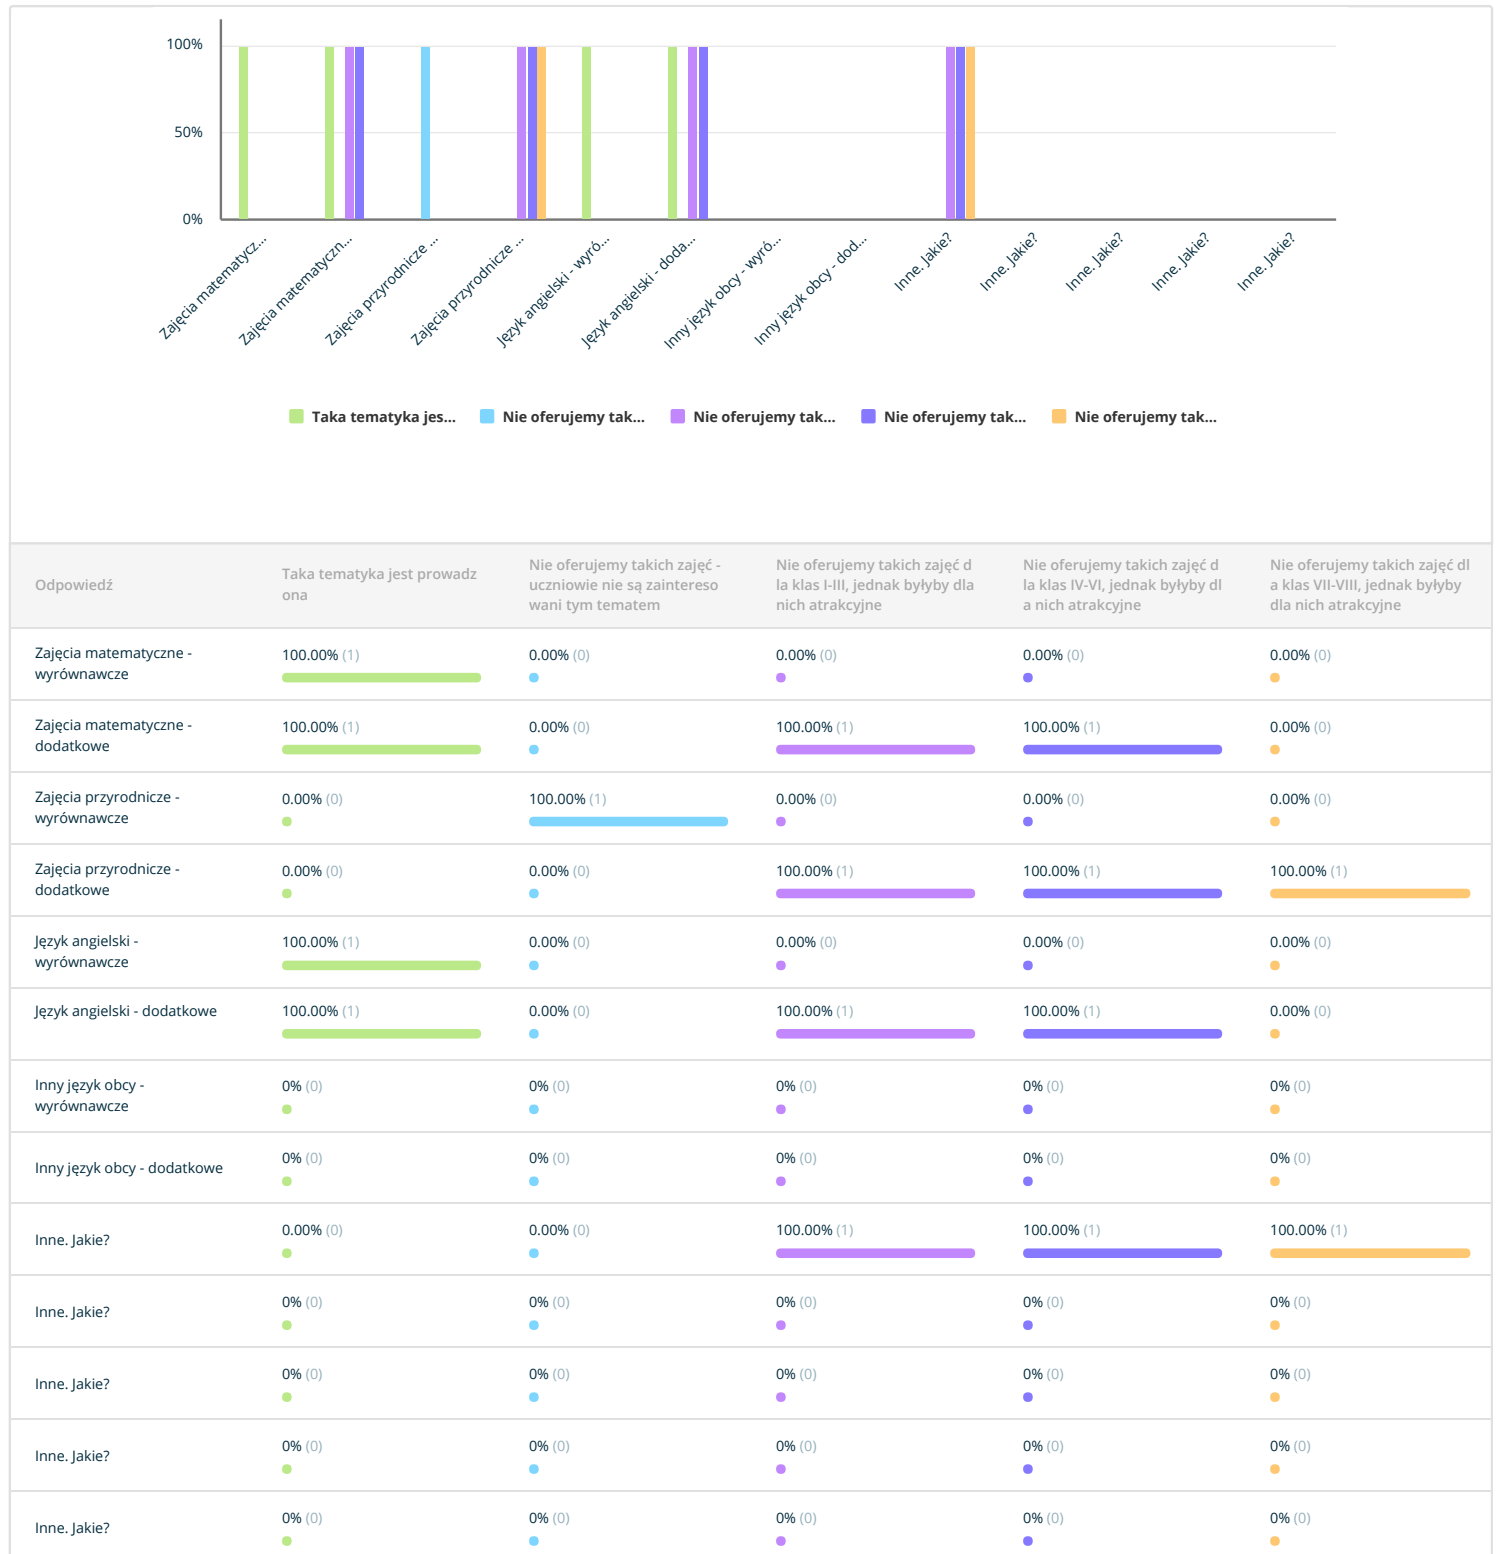 100%
50%
0%
Zajęcia matematycz...
Zajęcia matematyczn...
Zajęcia przyrodnicze ...
Zajęcia przyrodnicze ...
Język angielski - wyró...
Język angielski - doda...
Inny język obcy - wyró...
Inny język obcy - dod...
Inne. Jakie?
Inne. Jakie?
Inne. Jakie?
Inne. Jakie?
Inne. Jakie?
Taka tematyka jes... Nie oferujemy tak... Nie oferujemy tak... Nie oferujemy tak... Nie oferujemy tak...
Odpowiedź
Taka tematyka jest prowadz
ona
Nie oferujemy takich zajęć -
uczniowie nie są zaintereso
wani tym tematem
Nie oferujemy takich zajęć d
la klas I-III, jednak byłyby dla
nich atrakcyjne
Nie oferujemy takich zajęć d
la klas IV-VI, jednak byłyby dl
a nich atrakcyjne
Nie oferujemy takich zajęć dl
a klas VII-VIII, jednak byłyby
dla nich atrakcyjne
Zajęcia matematyczne -
wyrównawcze
100.00% (1) 0.00% (0) 0.00% (0) 0.00% (0) 0.00% (0)
Zajęcia matematyczne -
dodatkowe
100.00% (1) 0.00% (0) 100.00% (1) 100.00% (1) 0.00% (0)
Zajęcia przyrodnicze -
wyrównawcze
0.00% (0) 100.00% (1) 0.00% (0) 0.00% (0) 0.00% (0)
Zajęcia przyrodnicze -
dodatkowe
0.00% (0) 0.00% (0) 100.00% (1) 100.00% (1) 100.00% (1)
Język angielski -
wyrównawcze
100.00% (1) 0.00% (0) 0.00% (0) 0.00% (0) 0.00% (0)
Język angielski - dodatkowe
100.00% (1) 0.00% (0) 100.00% (1) 100.00% (1) 0.00% (0)
Inny język obcy -
wyrównawcze
0% (0) 0% (0) 0% (0) 0% (0) 0% (0)
Inny język obcy - dodatkowe
0% (0) 0% (0) 0% (0) 0% (0) 0% (0)
Inne. Jakie?
0.00% (0) 0.00% (0) 100.00% (1) 100.00% (1) 100.00% (1)
Inne. Jakie?
0% (0) 0% (0) 0% (0) 0% (0) 0% (0)
Inne. Jakie?
0% (0) 0% (0) 0% (0) 0% (0) 0% (0)
Inne. Jakie?
0% (0) 0% (0) 0% (0) 0% (0) 0% (0)
Inne. Jakie?
0% (0) 0% (0) 0% (0) 0% (0) 0% (0)